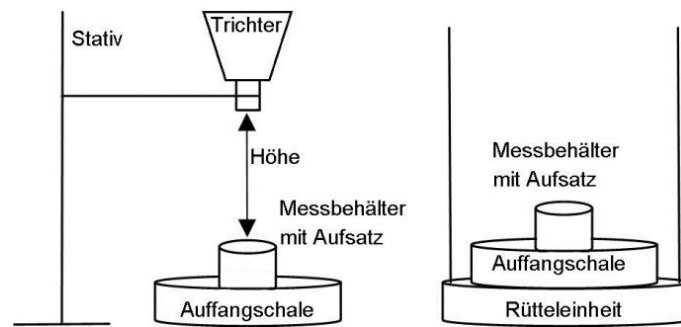 Stativ
Trichter
Höhe
Messbehälter
mit Aufsatz
Auffangschale
Messbehälter
mit Aufsatz
Auffangschale
Rütteleinheit